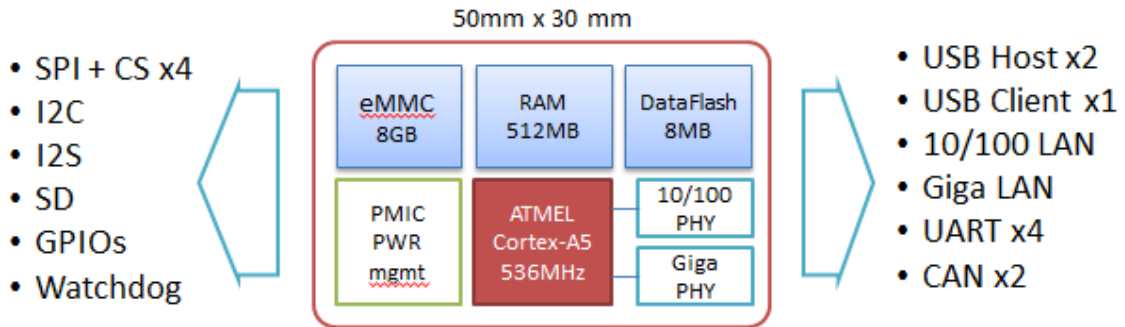 50mm x 30 mm
• SPI + CS x4
• I2C
• I2S
• SD
• GPIOs
• Watchdog
eMMC
8GB
RAM
512MB
DataFlash
8MB
PMIC
PWR
mgmt
ATMEL
Cortex-A5
536MHz
10/100
PHY
Giga
PHY
• USB Host x2
• USB Client x1
• 10/100 LAN
• Giga LAN
• UART x4
• CAN x2